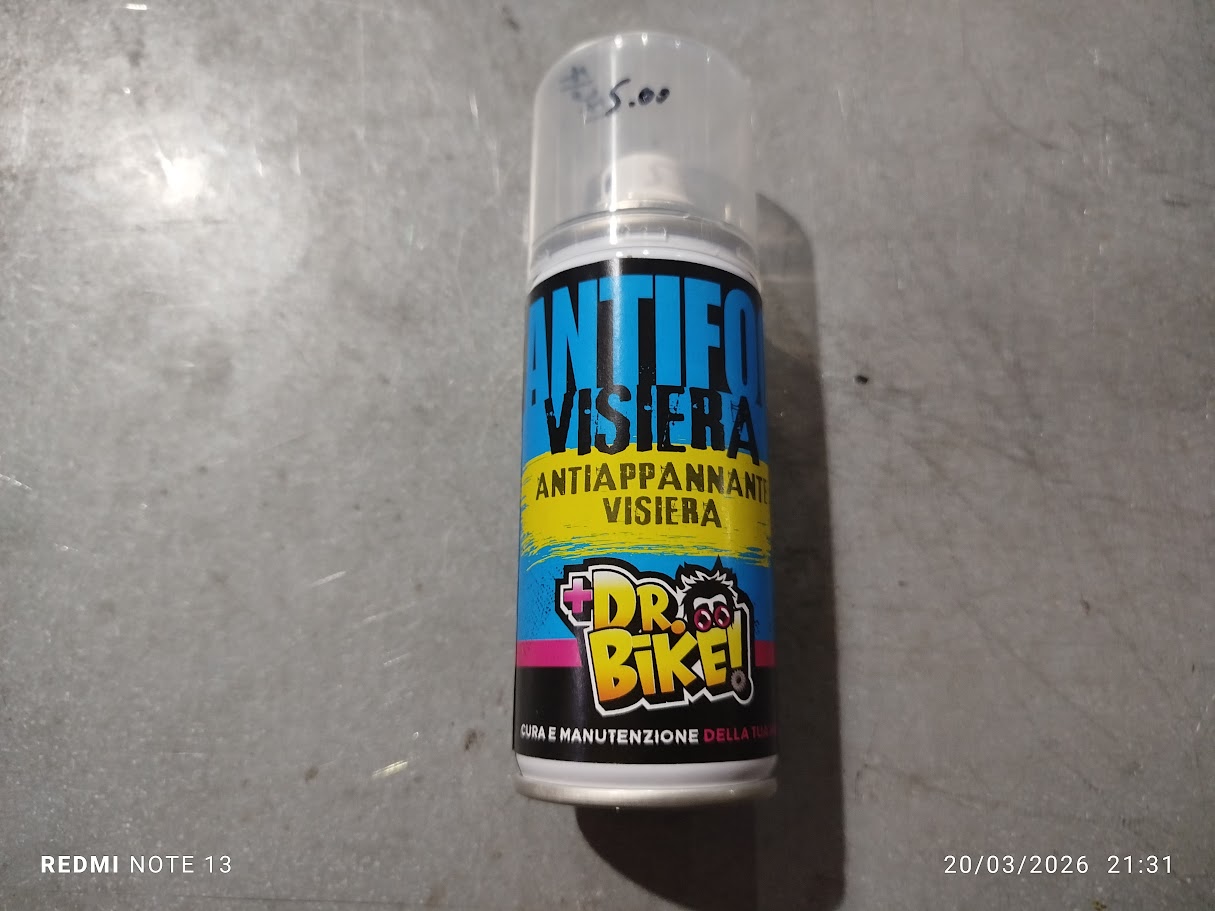 5.00
ANTIFO
VISIERA
ANTIAPPANNANTE
VISIERA
+DR.
BIKE!
CURA E MANUTENZIONE DELLA TUA
REDMI NOTE 13
20/03/2026 21:31